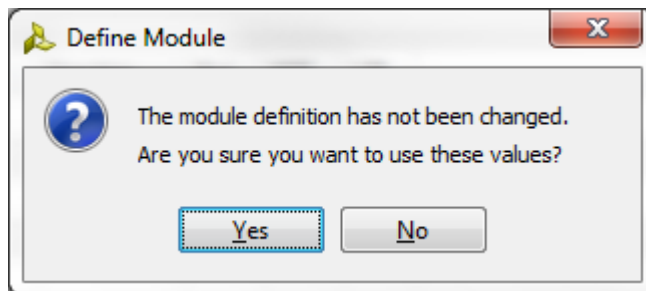 Define Module
The module definition has not been changed.
Are you sure you want to use these values?
Yes
No